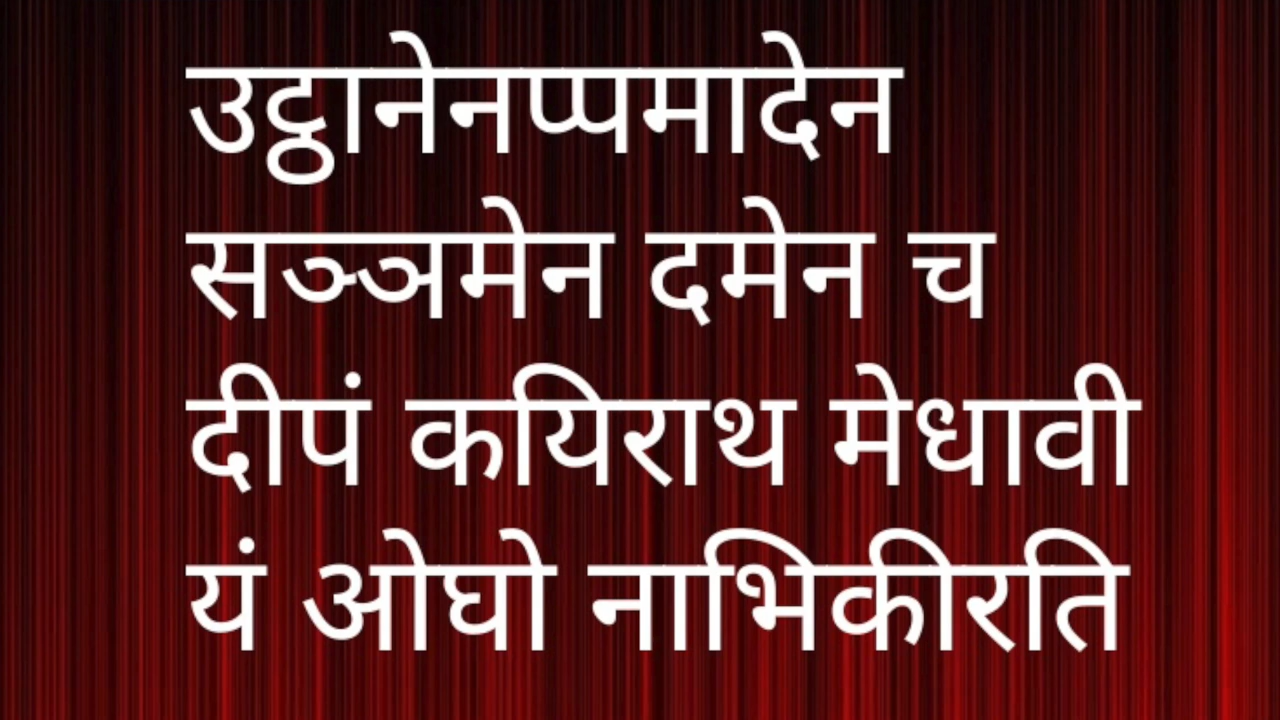 उट्ठानेनप्पमादेन
सञ्ञमेन दमेन च
दीपं कयिराथ मेधावी
यं ओघो नाभिकीरति